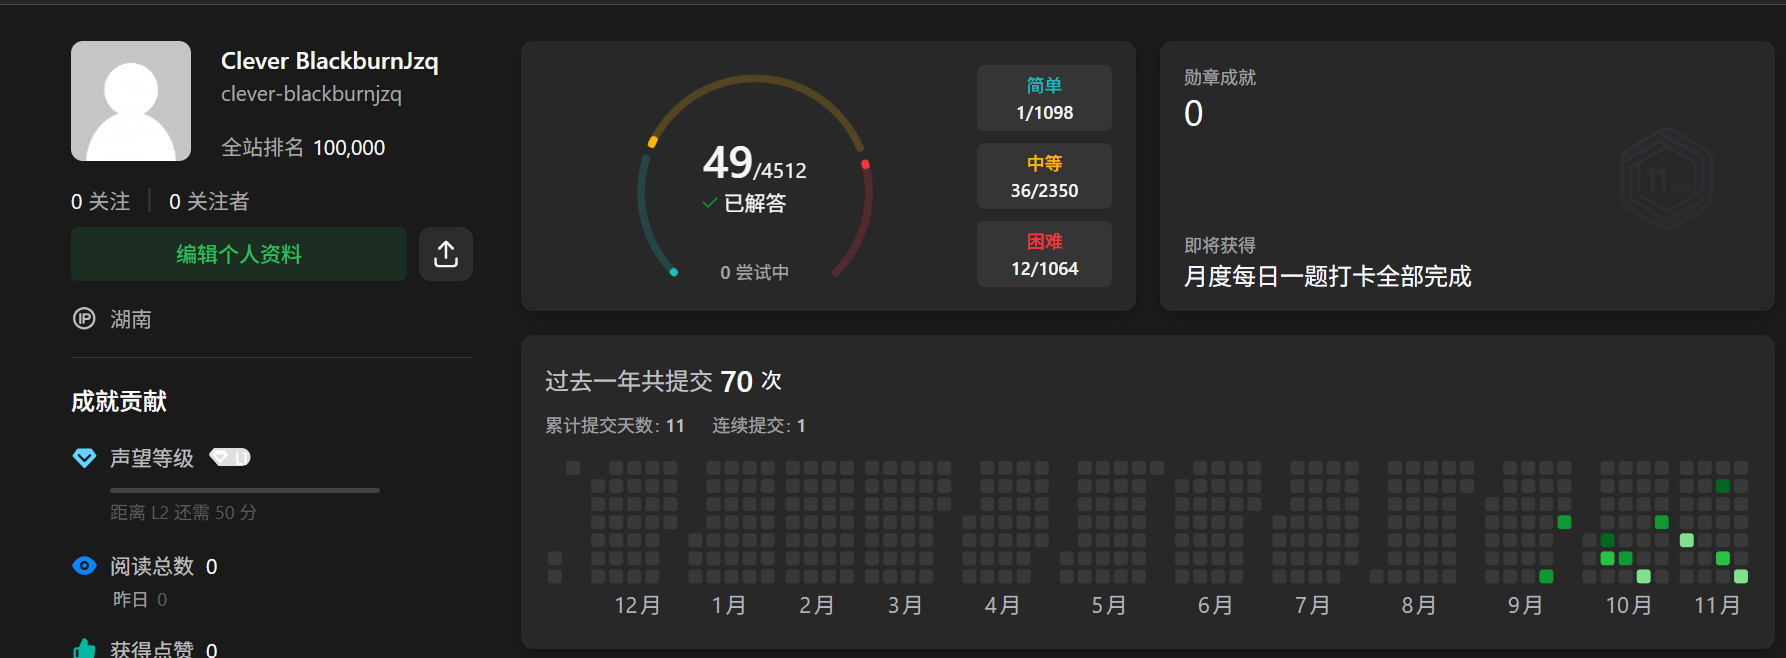 Clever BlackburnJzq
clever-blackburnjzq
全站排名 100,000
0 关注
0 关注者
编辑个人资料
IP 湖南
成就贡献
声望等级 L1
距离 L2 还需 50 分
阅读总数 0
昨日 0
获得点赞 0
49/4512
已解答
0 尝试中
简单
1/1098
中等
36/2350
困难
12/1064
勋章成就
0
11 NOV
即将获得
月度每日一题打卡全部完成
过去一年共提交 70 次
累计提交天数: 11 连续提交: 1
12月 1月 2月 3月 4月 5月 6月 7月 8月 9月 10月 11月